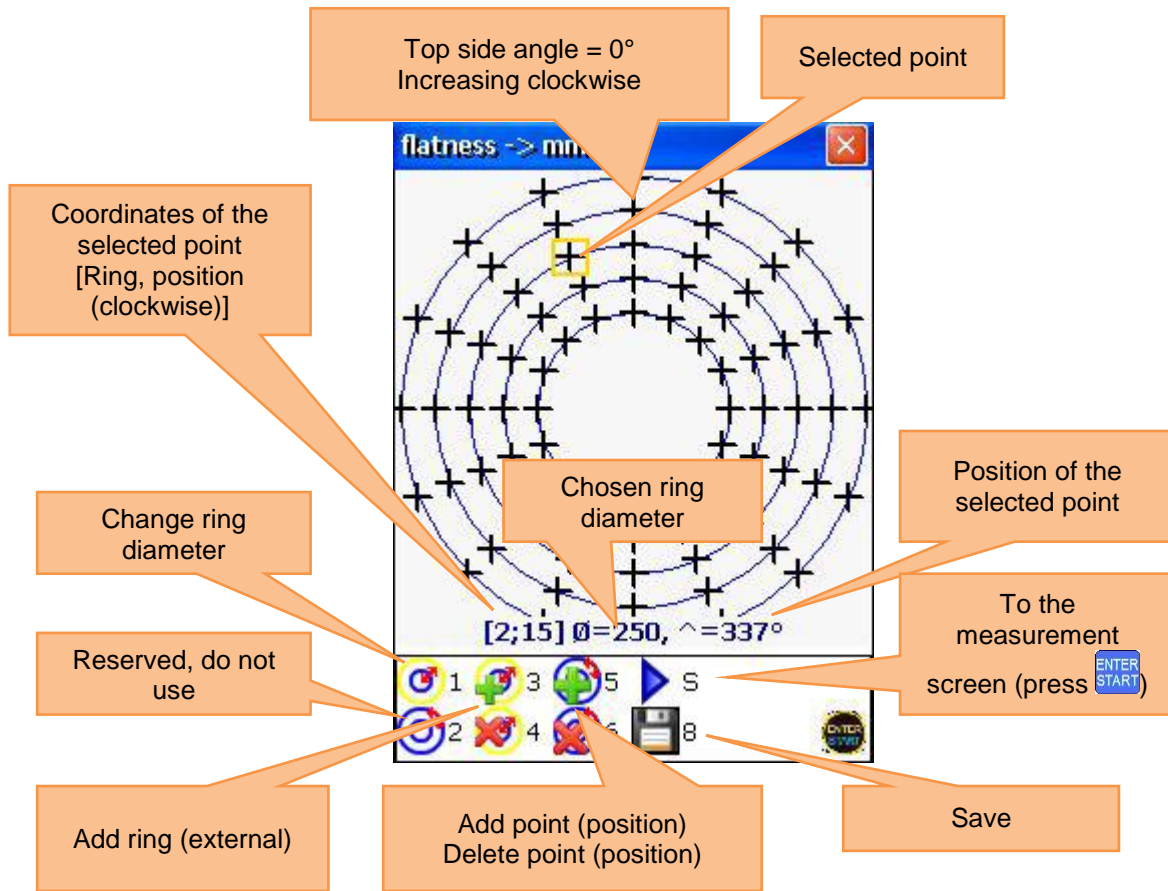 Top side angle = 0°
Increasing clockwise
Selected point
flatness -> mm
Coordinates of the
selected point
[Ring, position
(clockwise)]
Chosen ring
diameter
Position of the
selected point
Change ring
diameter
[2;15] Ø=250, ^=337°
To the
measurement
screen (press ENTER START)
Reserved, do not
use
1 3 5 S
2 4 6 8
ENTER
START
Add ring (external)
Add point (position)
Delete point (position)
Save